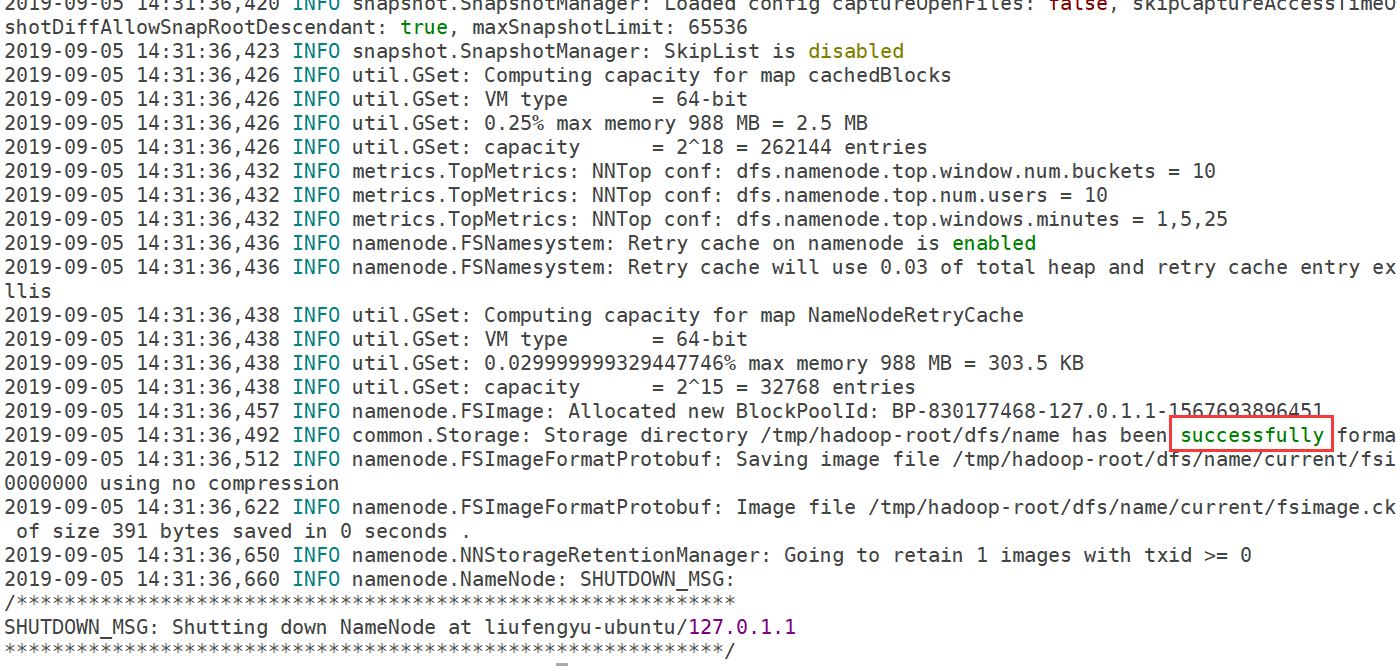 2019-09-05 14:31:36,420 INFO snapshot.SnapshotManager: Loaded config captureOpenFiles: false, skipCaptureAccessTimeO
shotDiffAllowSnapRootDescendant: true, maxSnapshotLimit: 65536
2019-09-05 14:31:36,423 INFO snapshot.SnapshotManager: SkipList is disabled
2019-09-05 14:31:36,426 INFO util.GSet: Computing capacity for map cachedBlocks
2019-09-05 14:31:36,426 INFO util.GSet: VM type       = 64-bit
2019-09-05 14:31:36,426 INFO util.GSet: 0.25% max memory 988 MB = 2.5 MB
2019-09-05 14:31:36,426 INFO util.GSet: capacity      = 2^18 = 262144 entries
2019-09-05 14:31:36,432 INFO metrics.TopMetrics: NNTop conf: dfs.namenode.top.window.num.buckets = 10
2019-09-05 14:31:36,432 INFO metrics.TopMetrics: NNTop conf: dfs.namenode.top.num.users = 10
2019-09-05 14:31:36,432 INFO metrics.TopMetrics: NNTop conf: dfs.namenode.top.windows.minutes = 1,5,25
2019-09-05 14:31:36,436 INFO namenode.FSNamesystem: Retry cache on namenode is enabled
2019-09-05 14:31:36,436 INFO namenode.FSNamesystem: Retry cache will use 0.03 of total heap and retry cache entry ex
llis
2019-09-05 14:31:36,438 INFO util.GSet: Computing capacity for map NameNodeRetryCache
2019-09-05 14:31:36,438 INFO util.GSet: VM type       = 64-bit
2019-09-05 14:31:36,438 INFO util.GSet: 0.029999999329447746% max memory 988 MB = 303.5 KB
2019-09-05 14:31:36,438 INFO util.GSet: capacity      = 2^15 = 32768 entries
2019-09-05 14:31:36,457 INFO namenode.FSImage: Allocated new BlockPoolId: BP-830177468-127.0.1.1-1567693896451
2019-09-05 14:31:36,492 INFO common.Storage: Storage directory /tmp/hadoop-root/dfs/name has been successfully forma
2019-09-05 14:31:36,512 INFO namenode.FSImageFormatProtobuf: Saving image file /tmp/hadoop-root/dfs/name/current/fsi
0000000 using no compression
2019-09-05 14:31:36,622 INFO namenode.FSImageFormatProtobuf: Image file /tmp/hadoop-root/dfs/name/current/fsimage.ck
 of size 391 bytes saved in 0 seconds .
2019-09-05 14:31:36,650 INFO namenode.NNStorageRetentionManager: Going to retain 1 images with txid >= 0
2019-09-05 14:31:36,660 INFO namenode.NameNode: SHUTDOWN_MSG:
/************************************************************
SHUTDOWN_MSG: Shutting down NameNode at liufengyu-ubuntu/127.0.1.1
************************************************************/